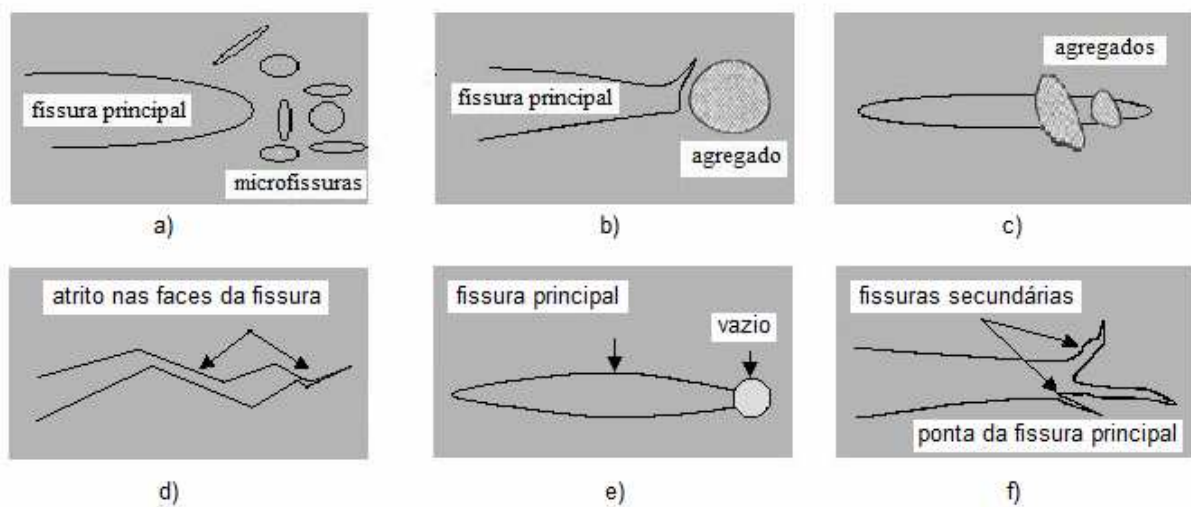 fissura principal
microfissuras
a)
fissura principal
agregado
b)
agregados
c)
atrito nas faces da fissura
d)
fissura principal
vazio
e)
fissuras secundárias
ponta da fissura principal
f)